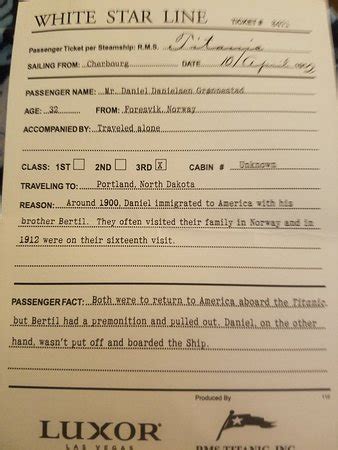 WHITE STAR LINE
TICKET #
Passenger Ticket per Steamship: R.M.S. Titanic
SAILING FROM: Cherbourg DATE 10/April
PASSENGER NAME: Mr. Daniel Danielsen Grønnestad
AGE: 32 FROM: Foresvik, Norway
ACCOMPANIED BY: Traveled alone
CLASS: 1ST 2ND 3RD X CABIN # Unknown
TRAVELING TO: Portland, North Dakota
REASON: Around 1900, Daniel immigrated to America with his
brother Bertil. They often visited their family in Norway and in
1912 were on their sixteenth visit.
PASSENGER FACT: Both were to return to America aboard the Titanic
but Bertil had a premonition and pulled out. Daniel, on the other
hand, wasn't put off and boarded the Ship.
Produced By
LUXOR
LAS VEGAS
RMS TITANIC, INC.